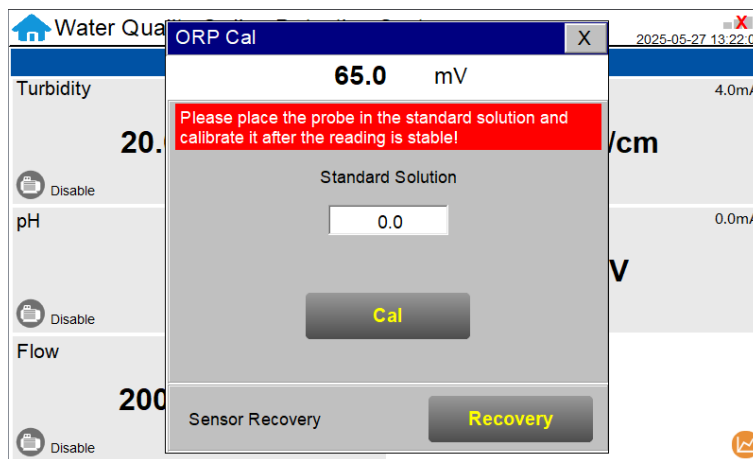 Water Qua
2025-05-27 13:22:0
ORP Cal
X
65.0 mV
Please place the probe in the standard solution and
calibrate it after the reading is stable!
Standard Solution
0.0
Cal
Sensor Recovery
Recovery
Turbidity
20.
Disable
4.0mA
/cm
pH
Disable
0.0mA
V
Flow
200
Disable